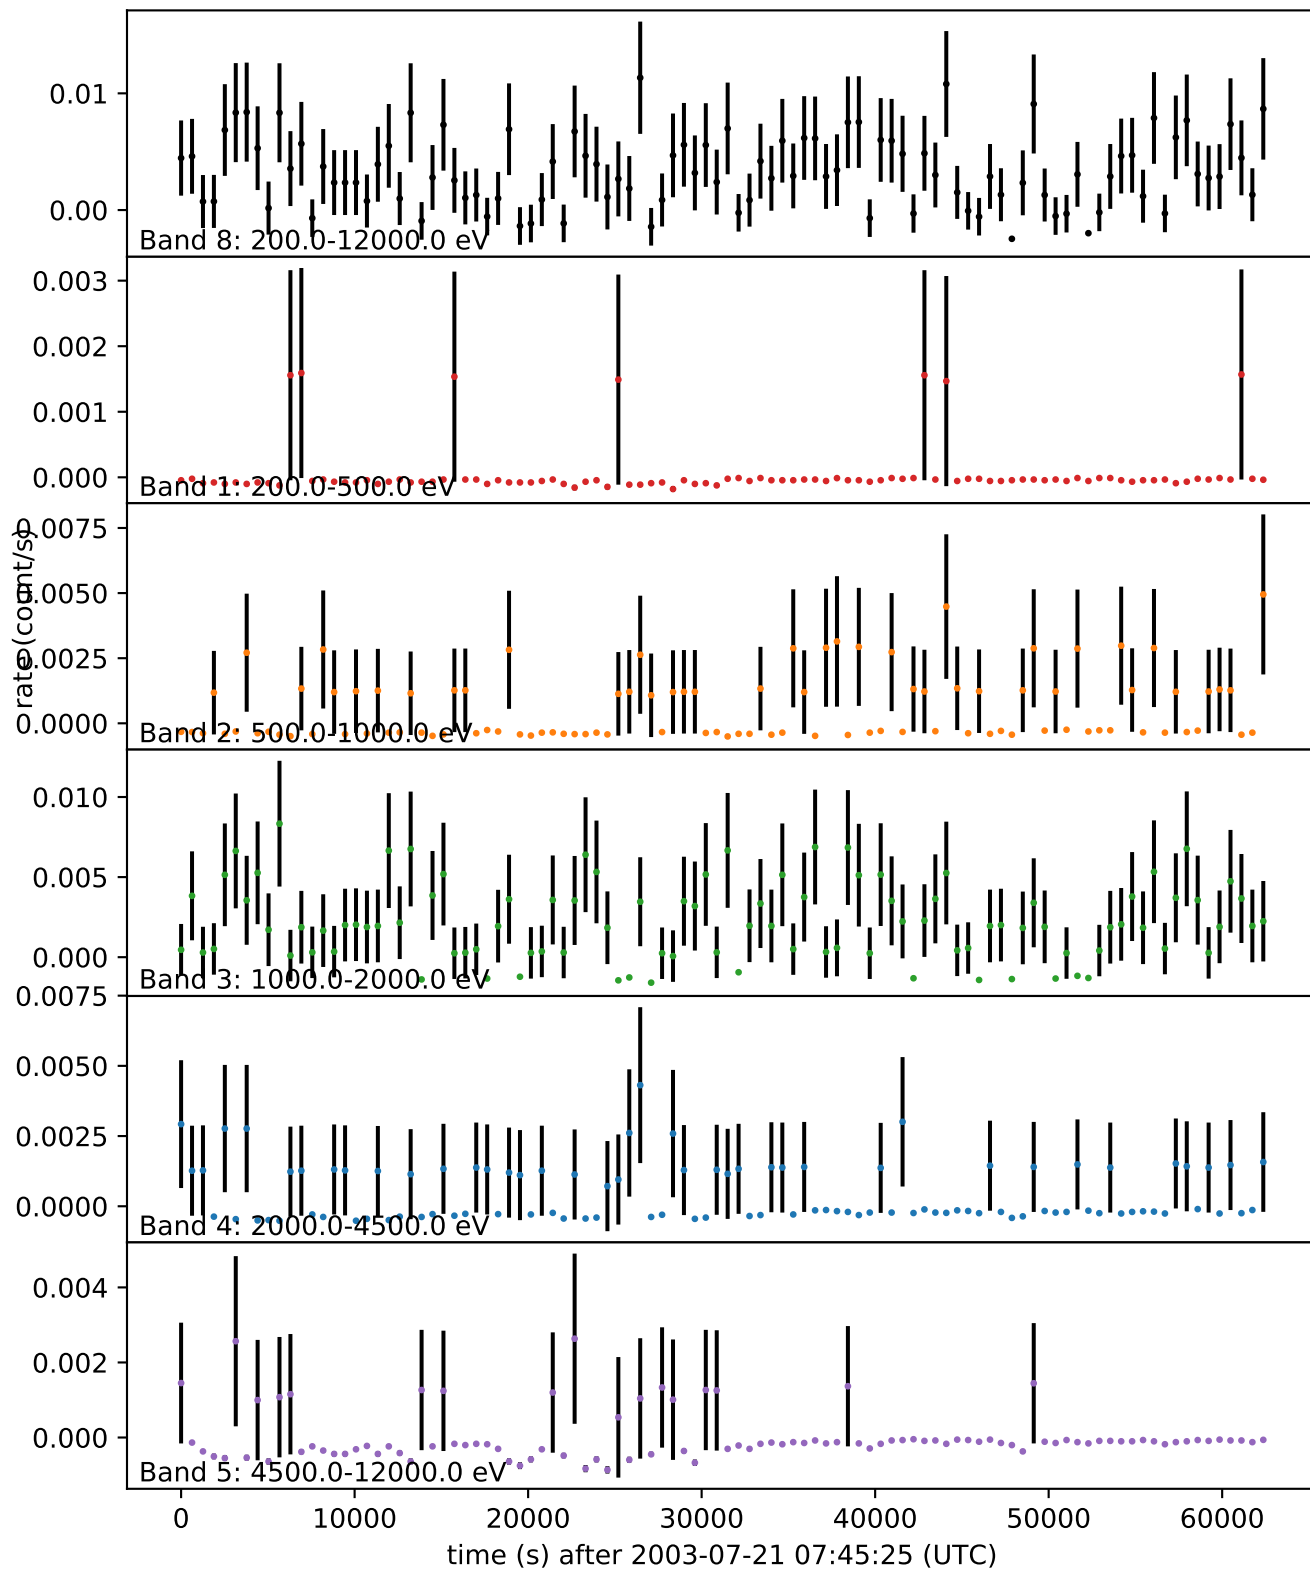 0.01
0.00
Band 8: 200.0-12000.0 eV
0.003
0.002
0.001
0.000
Band 1: 200.0-500.0 eV
rate (count/s)
0.0075
0.0050
0.0025
0.0000
Band 2: 500.0-1000.0 eV
0.010
0.005
0.000
Band 3: 1000.0-2000.0 eV
0.0075
0.0050
0.0025
0.0000
Band 4: 2000.0-4500.0 eV
0.004
0.002
0.000
Band 5: 4500.0-12000.0 eV
0 10000 20000 30000 40000 50000 60000
time (s) after 2003-07-21 07:45:25 (UTC)